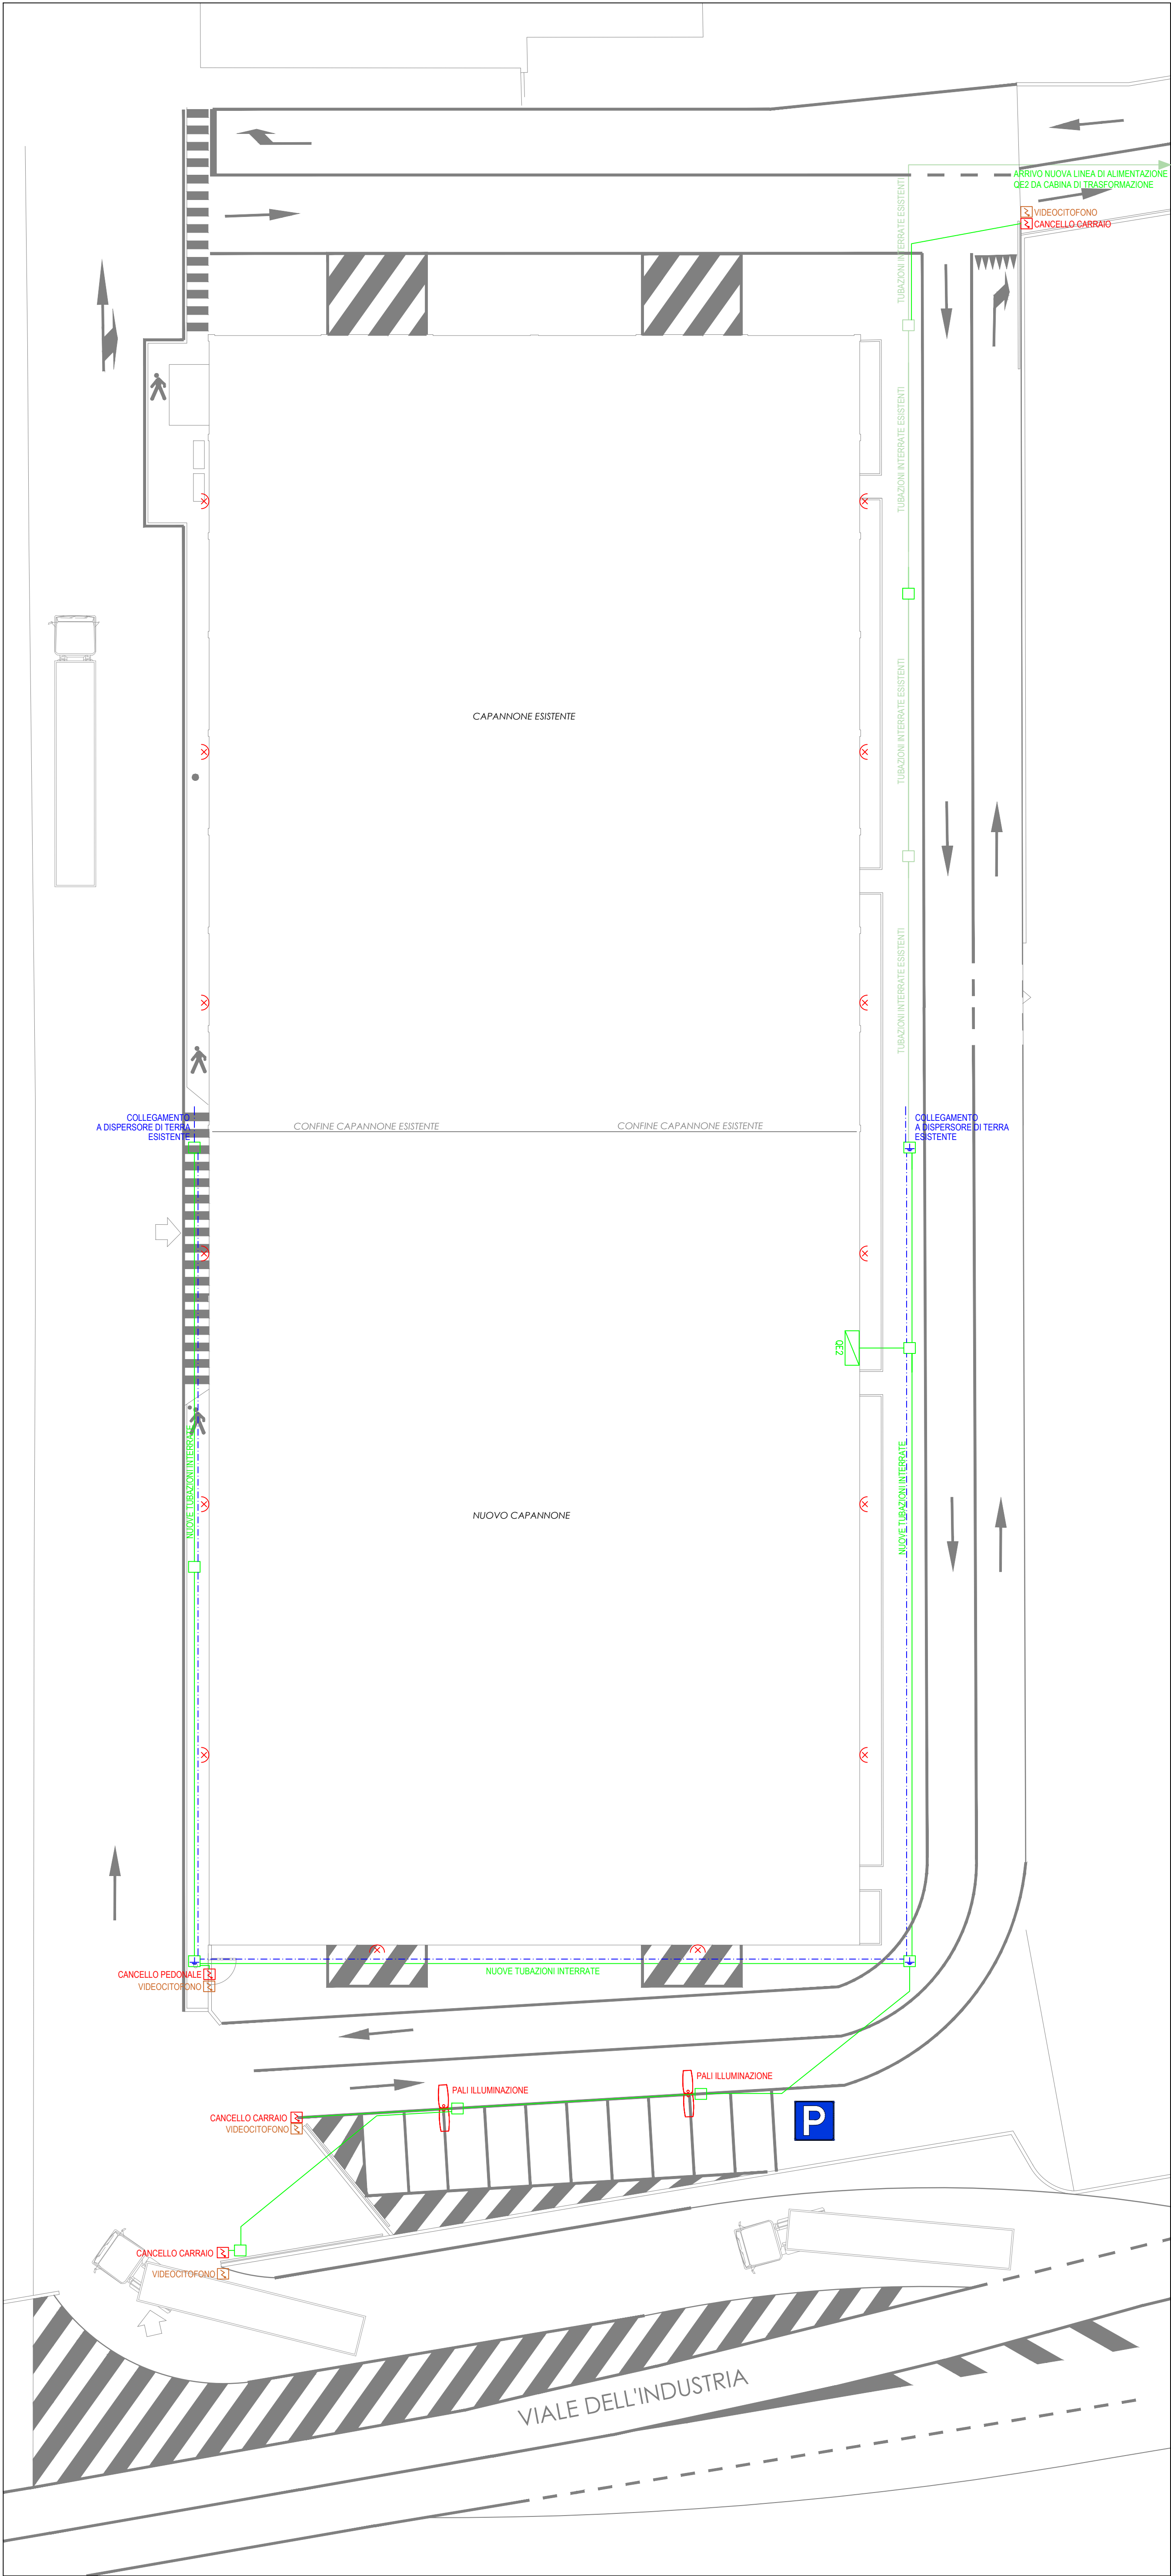 ARRIVO NUOVA LINEA DI ALIMENTAZIONE
QE2 DA CABINA DI TRASFORMAZIONE
VIDEOCITOFONO
CANCELLO CARRAIO
TUBAZIONI INTERRATE ESISTENTI
TUBAZIONI INTERRATE ESISTENTI
TUBAZIONI INTERRATE ESISTENTI
CAPANNONE ESISTENTE
TUBAZIONI INTERRATE ESISTENTI
COLLEGAMENTO
A DISPERSORE DI TERRA
ESISTENTE
CONFINE CAPANNONE ESISTENTE
CONFINE CAPANNONE ESISTENTE
COLLEGAMENTO
A DISPERSORE DI TERRA
ESISTENTE
QE2
NUOVE TUBAZIONI INTERRATE
NUOVE TUBAZIONI INTERRATE
NUOVO CAPANNONE
CANCELLO PEDONALE
VIDEOCITOFONO
NUOVE TUBAZIONI INTERRATE
PALI ILLUMINAZIONE
PALI ILLUMINAZIONE
CANCELLO CARRAIO
VIDEOCITOFONO
P
CANCELLO CARRAIO
VIDEOCITOFONO
VIALE DELL'INDUSTRIA